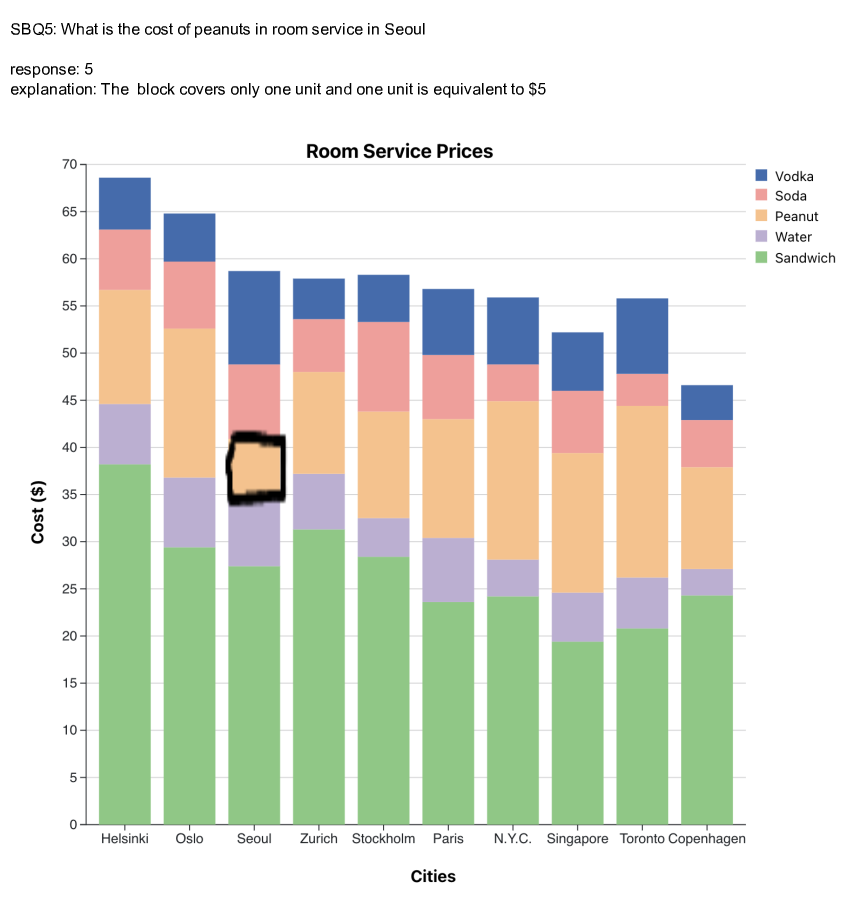 SBQ5: What is the cost of peanuts in room service in Seoul
response: 5
explanation: The  block covers only one unit and one unit is equivalent to $5
Room Service Prices
70
65
60
55
50
45
40
35
30
25
20
15
10
5
0
Cost ($)
Vodka
Soda
Peanut
Water
Sandwich
Helsinki Oslo Seoul Zurich Stockholm Paris N.Y.C. Singapore Toronto Copenhagen
Cities